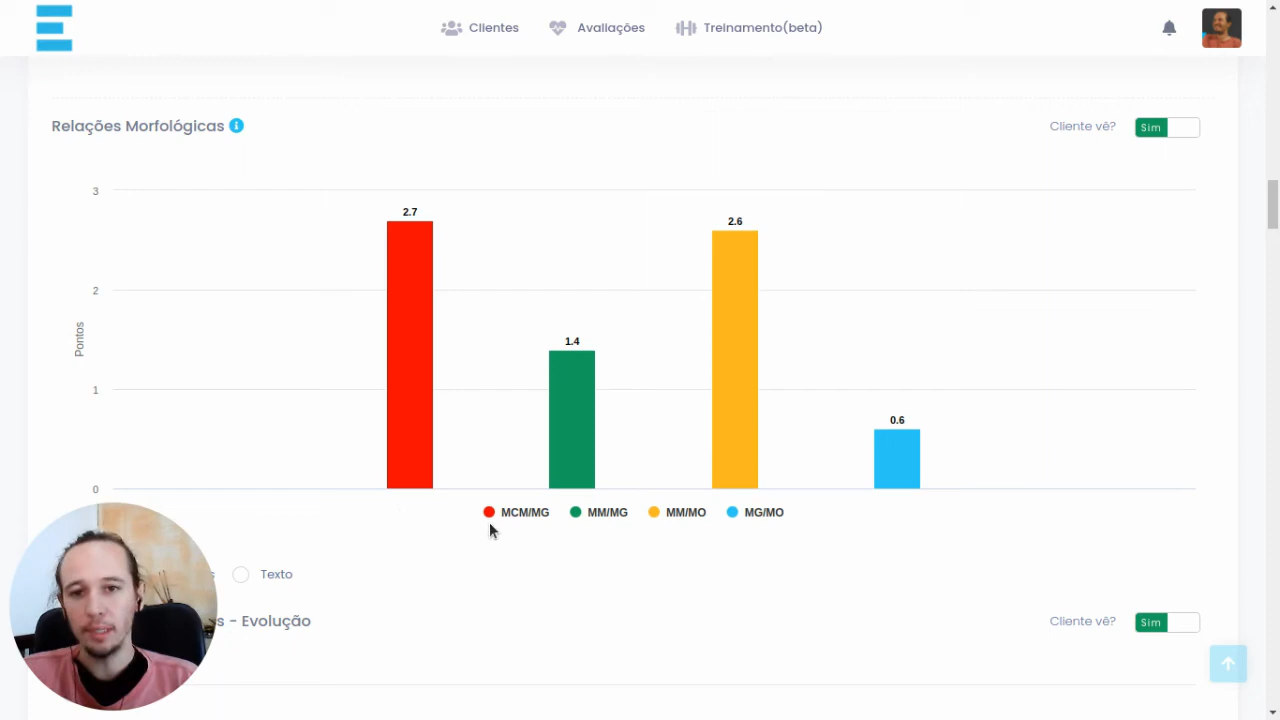 Clientes Avaliações Treinamento(beta)
Relações Morfológicas
Cliente vê? Sim
3
2.7
2.6
2
1.4
Pontos
1
0.6
0
MCM/MG MM/MG MM/MO MG/MO
Texto
s - Evolução
Cliente vê? Sim